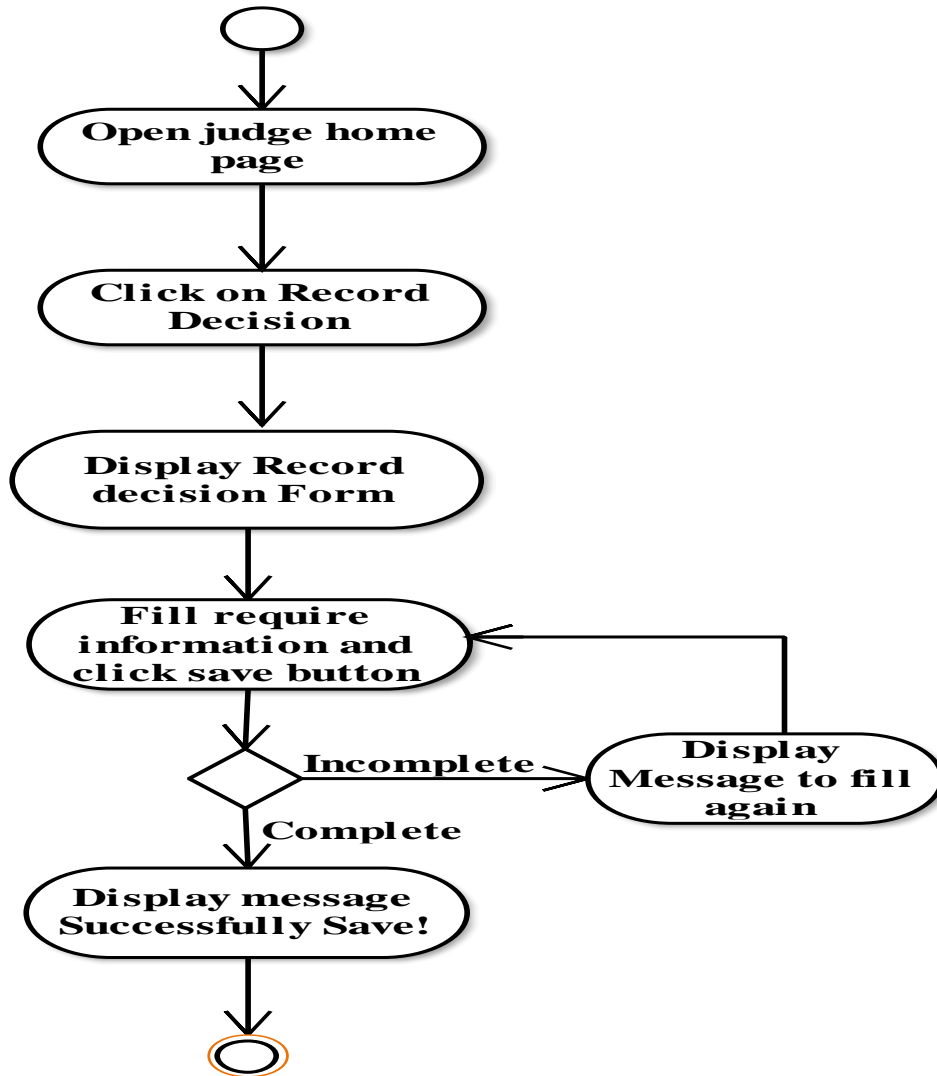 Open judge home
page
Click on Record
Decision
Display Record
decision Form
Fill require
information and
click save button
Incomplete
Display
Message to fill
again
Complete
Display message
Successfully Save!